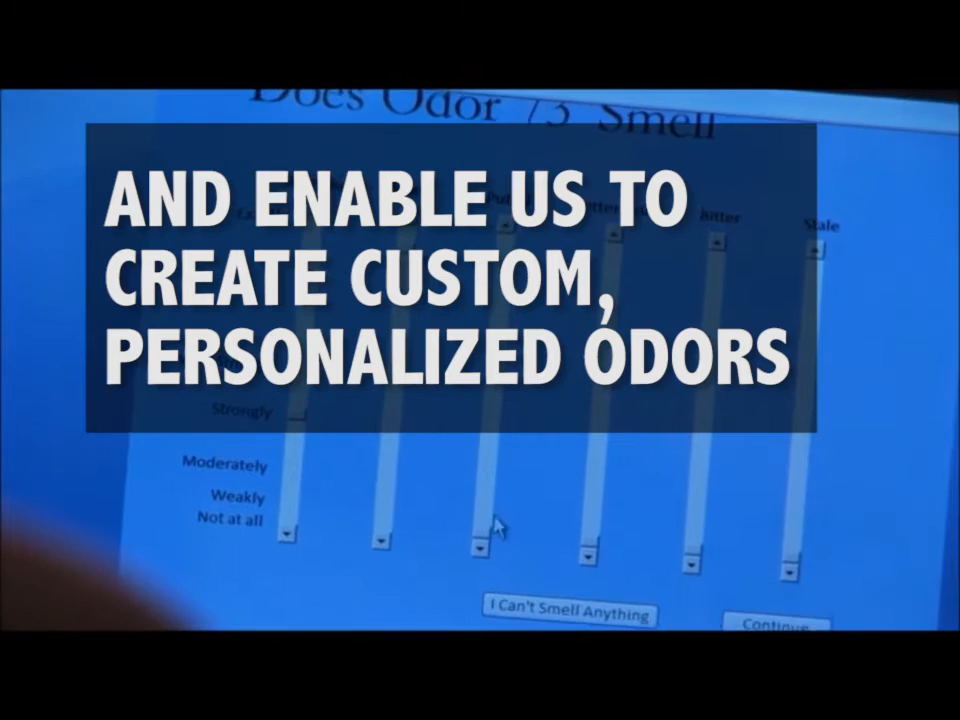 Does Odor 73 Smell
AND ENABLE US TO
CREATE CUSTOM,
PERSONALIZED ODORS
Bitter
Stale
Strongly
Moderately
Weakly
Not at all
I Can't Smell Anything
Continue